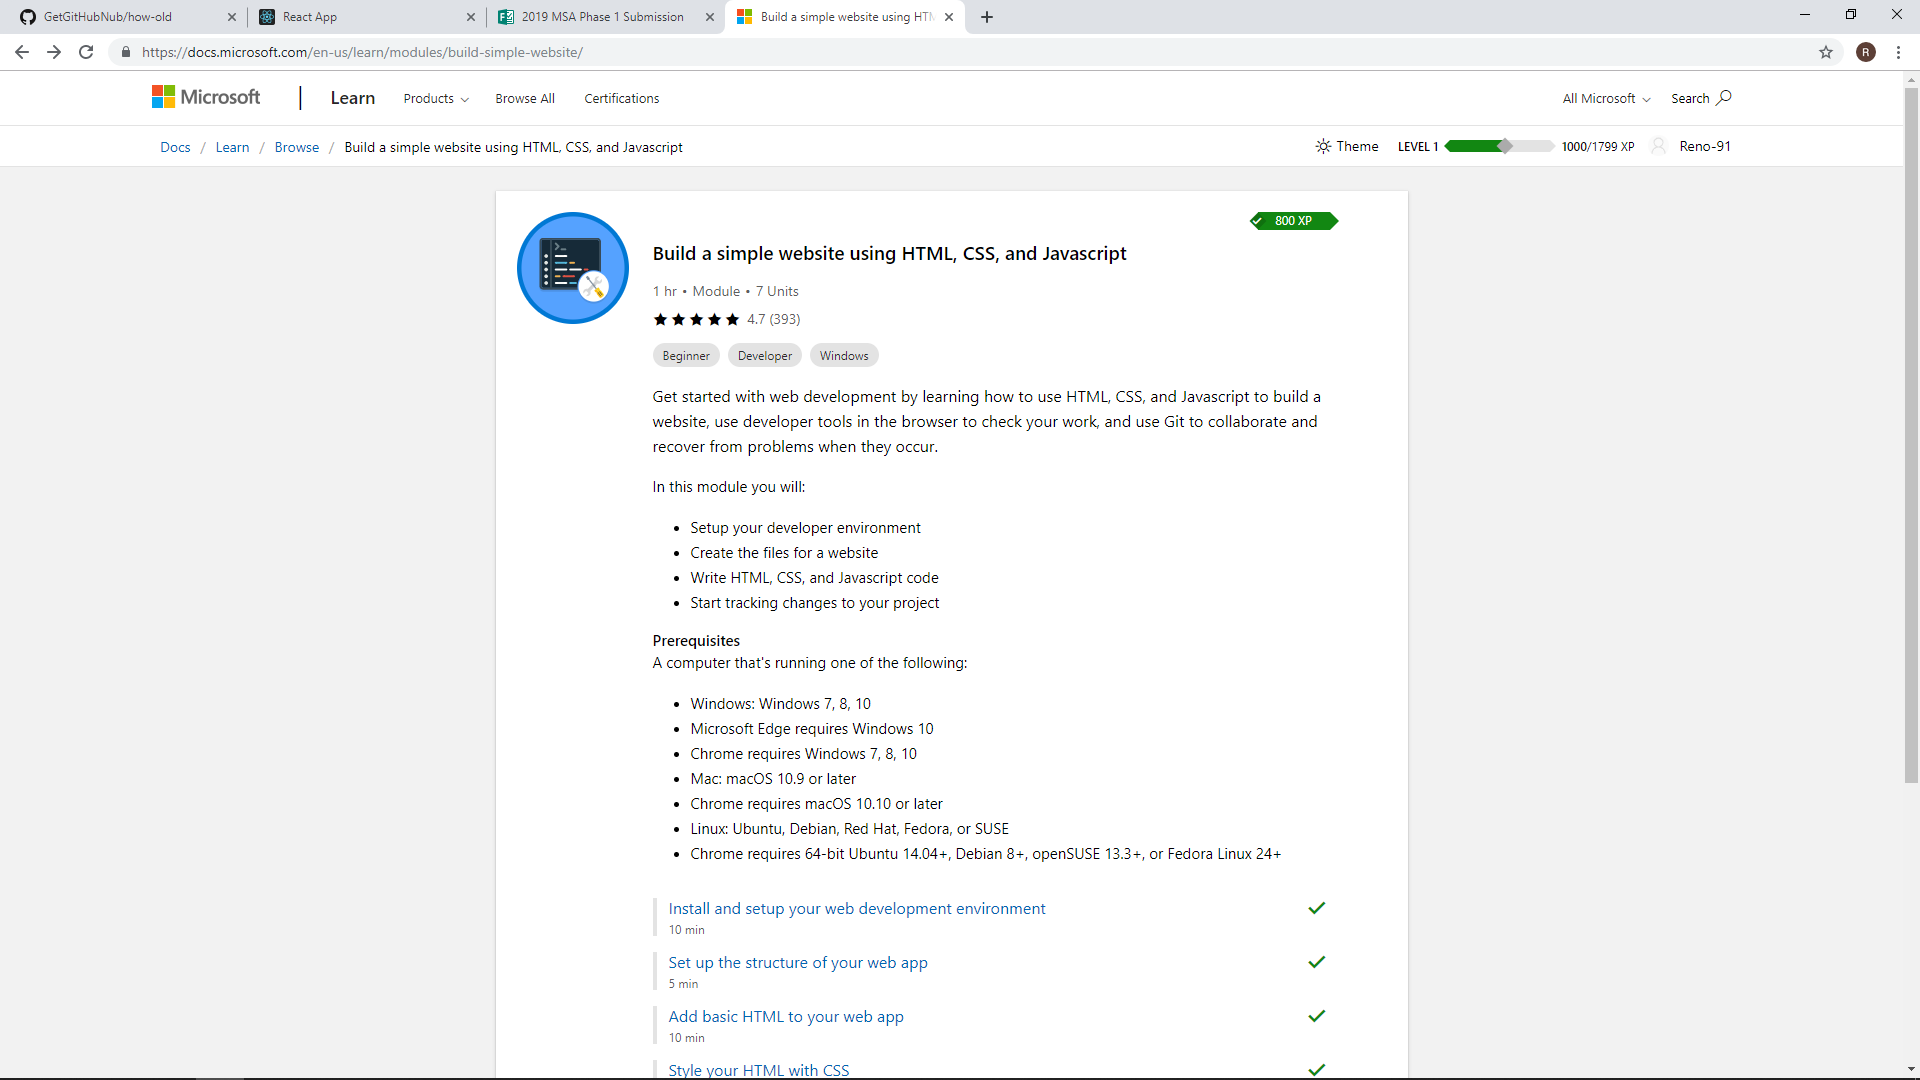 GetGitHubNub/how-old
React App
2019 MSA Phase 1 Submission
Build a simple website using HTM
https://docs.microsoft.com/en-us/learn/modules/build-simple-website/
R
Microsoft
Learn
Products
Browse All
Certifications
All Microsoft
Search
Docs / Learn / Browse / Build a simple website using HTML, CSS, and Javascript
Theme
LEVEL 1
1000/1799 XP
Reno-91
800 XP
Build a simple website using HTML, CSS, and Javascript
1 hr • Module • 7 Units
4.7 (393)
Beginner
Developer
Windows
Get started with web development by learning how to use HTML, CSS, and Javascript to build a
website, use developer tools in the browser to check your work, and use Git to collaborate and
recover from problems when they occur.
In this module you will:
• Setup your developer environment
• Create the files for a website
• Write HTML, CSS, and Javascript code
• Start tracking changes to your project
Prerequisites
A computer that's running one of the following:
• Windows: Windows 7, 8, 10
• Microsoft Edge requires Windows 10
• Chrome requires Windows 7, 8, 10
• Mac: macOS 10.9 or later
• Chrome requires macOS 10.10 or later
• Linux: Ubuntu, Debian, Red Hat, Fedora, or SUSE
• Chrome requires 64-bit Ubuntu 14.04+, Debian 8+, openSUSE 13.3+, or Fedora Linux 24+
Install and setup your web development environment
10 min
Set up the structure of your web app
5 min
Add basic HTML to your web app
10 min
Style your HTML with CSS